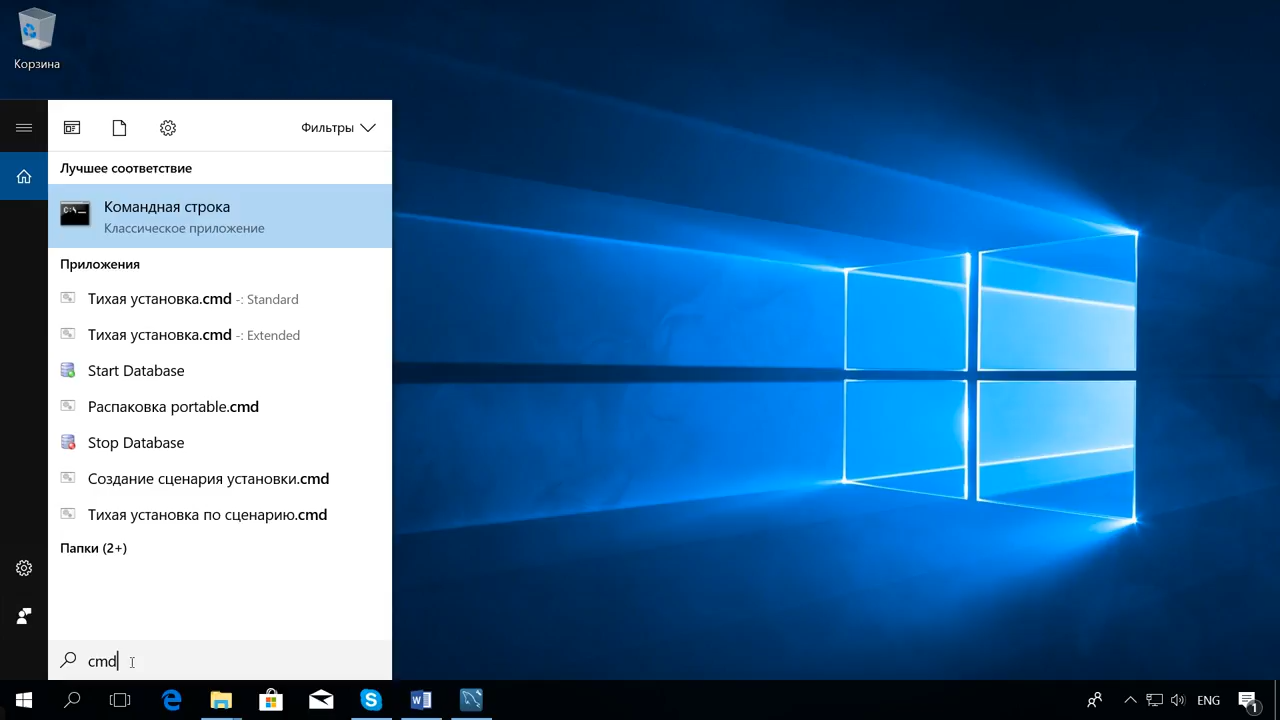 Корзина
Фильтры
Лучшее соответствие
C:\_
Командная строка
Классическое приложение
Приложения
Тихая установка.cmd -: Standard
Тихая установка.cmd -: Extended
Start Database
Распаковка portable.cmd
Stop Database
Создание сценария установки.cmd
Тихая установка по сценарию.cmd
Папки (2+)
cmd
ENG
1